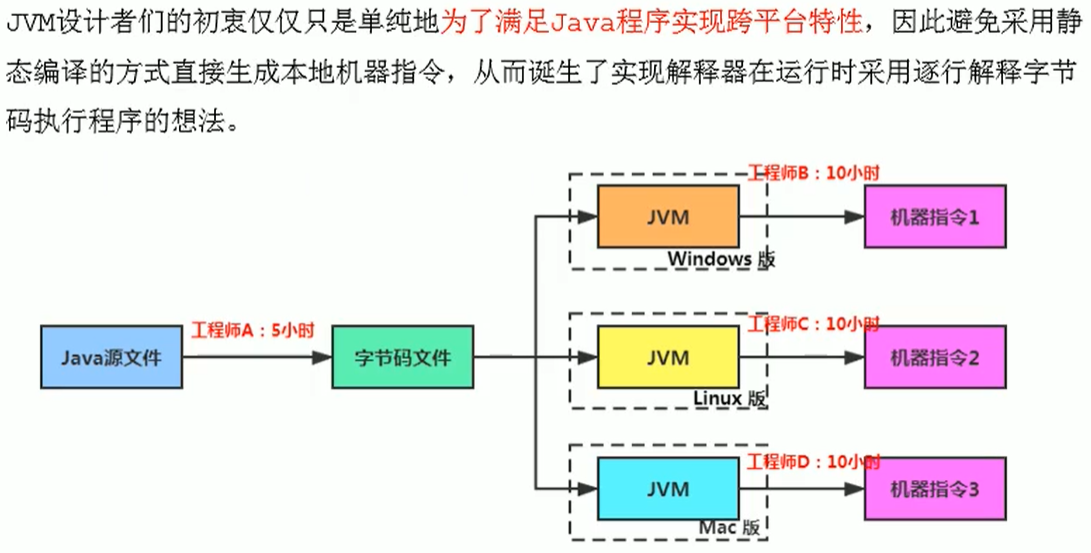 JVM设计者们的初衷仅仅只是单纯地为了满足Java程序实现跨平台特性，因此避免采用静
态编译的方式直接生成本地机器指令，从而诞生了实现解释器在运行时采用逐行解释字节
码执行程序的想法。
工程师B：10小时
JVM
机器指令1
Windows 版
工程师A：5小时
工程师C：10小时
Java源文件
字节码文件
JVM
机器指令2
Linux 版
工程师D：10小时
JVM
机器指令3
Mac 版